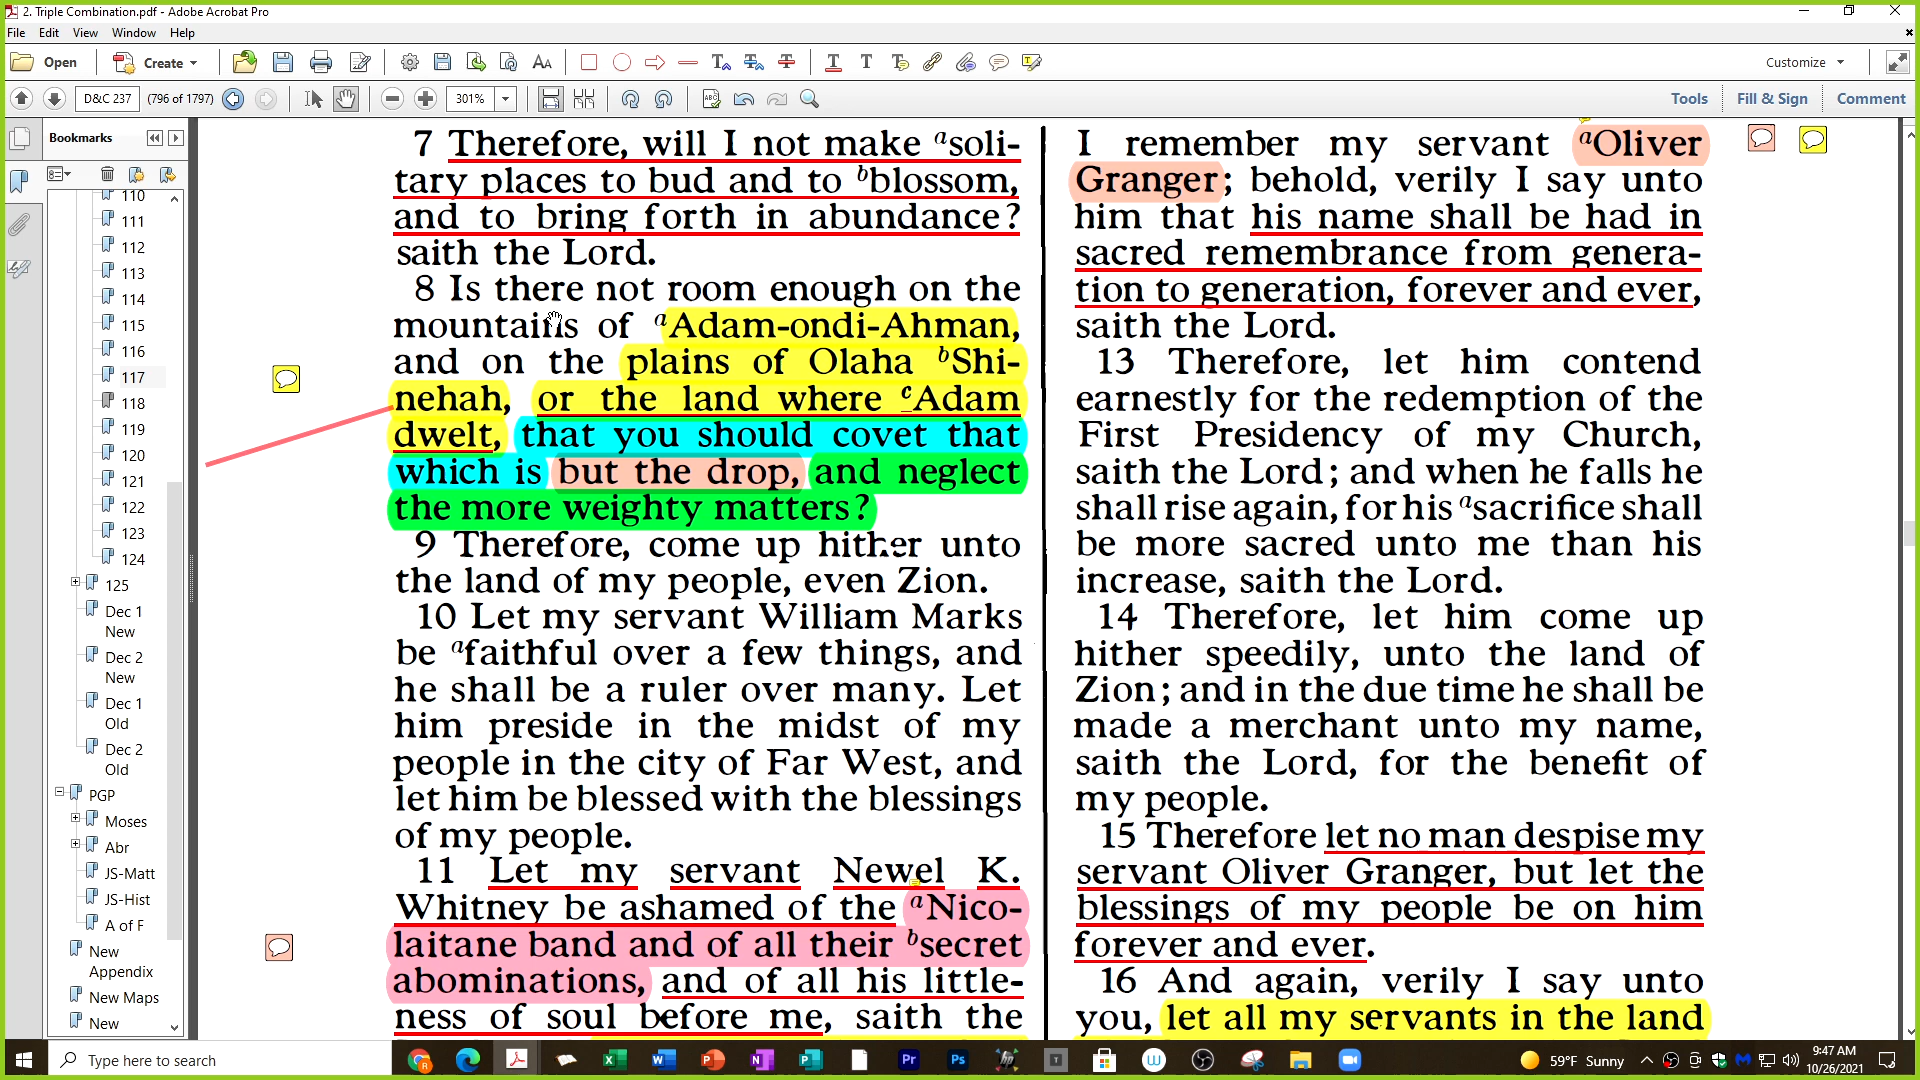 2. Triple Combination.pdf - Adobe Acrobat Pro
File Edit View Window Help
Open Create Customize
D&C 237 (796 of 1797) 301% Tools Fill & Sign Comment
Bookmarks
110
111
112
113
114
115
116
117
118
119
120
121
122
123
124
125
Dec 1
New
Dec 2
New
Dec 1
Old
Dec 2
Old
PGP
Moses
Abr
JS-Matt
JS-Hist
A of F
New
Appendix
New Maps
New
7 Therefore, will I not make asoli-
tary places to bud and to bblossom,
and to bring forth in abundance?
saith the Lord.
8 Is there not room enough on the
mountains of aAdam-ondi-Ahman,
and on the plains of Olaha bShi-
nehah, or the land where cAdam
dwelt, that you should covet that
which is but the drop, and neglect
the more weighty matters?
9 Therefore, come up hither unto
the land of my people, even Zion.
10 Let my servant William Marks
be afaithful over a few things, and
he shall be a ruler over many. Let
him preside in the midst of my
people in the city of Far West, and
let him be blessed with the blessings
of my people.
11 Let my servant Newel K.
Whitney be ashamed of the aNico-
laitane band and of all their bsecret
abominations, and of all his little-
ness of soul before me, saith the
I remember my servant aOliver
Granger; behold, verily I say unto
him that his name shall be had in
sacred remembrance from genera-
tion to generation, forever and ever,
saith the Lord.
13 Therefore, let him contend
earnestly for the redemption of the
First Presidency of my Church,
saith the Lord; and when he falls he
shall rise again, for his asacrifice shall
be more sacred unto me than his
increase, saith the Lord.
14 Therefore, let him come up
hither speedily, unto the land of
Zion; and in the due time he shall be
made a merchant unto my name,
saith the Lord, for the benefit of
my people.
15 Therefore let no man despise my
servant Oliver Granger, but let the
blessings of my people be on him
forever and ever.
16 And again, verily I say unto
you, let all my servants in the land
Type here to search
59°F Sunny
9:47 AM
10/26/2021